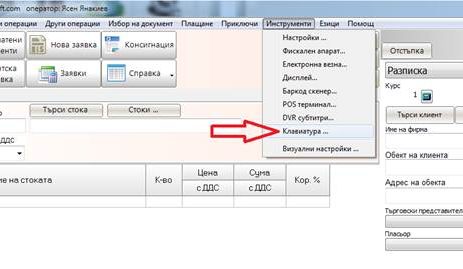 ft.com оператор: Ясен Янакиев
операции Други операции Избор на документ Плащане Приключи Инструменти Езици Помощ
Нова заявка Консигнация
Заявки Справка
вка
Търси стока Стоки ...
ДДС
ие на стоката К-во Цена Сума Кор. %
с ДДС с ДДС
Настройки ...
Фискален апарат...
Електронна везна...
Дисплей...
Баркод скенер...
POS терминал...
DVR субтитри...
Клавиатура ...
Визуални настройки ...
Отстъпка
Разписка
Курс
1
Търси клиент
Име на фирма
Обект на клиента
Адрес на обекта
Търговски представител
Пласьор